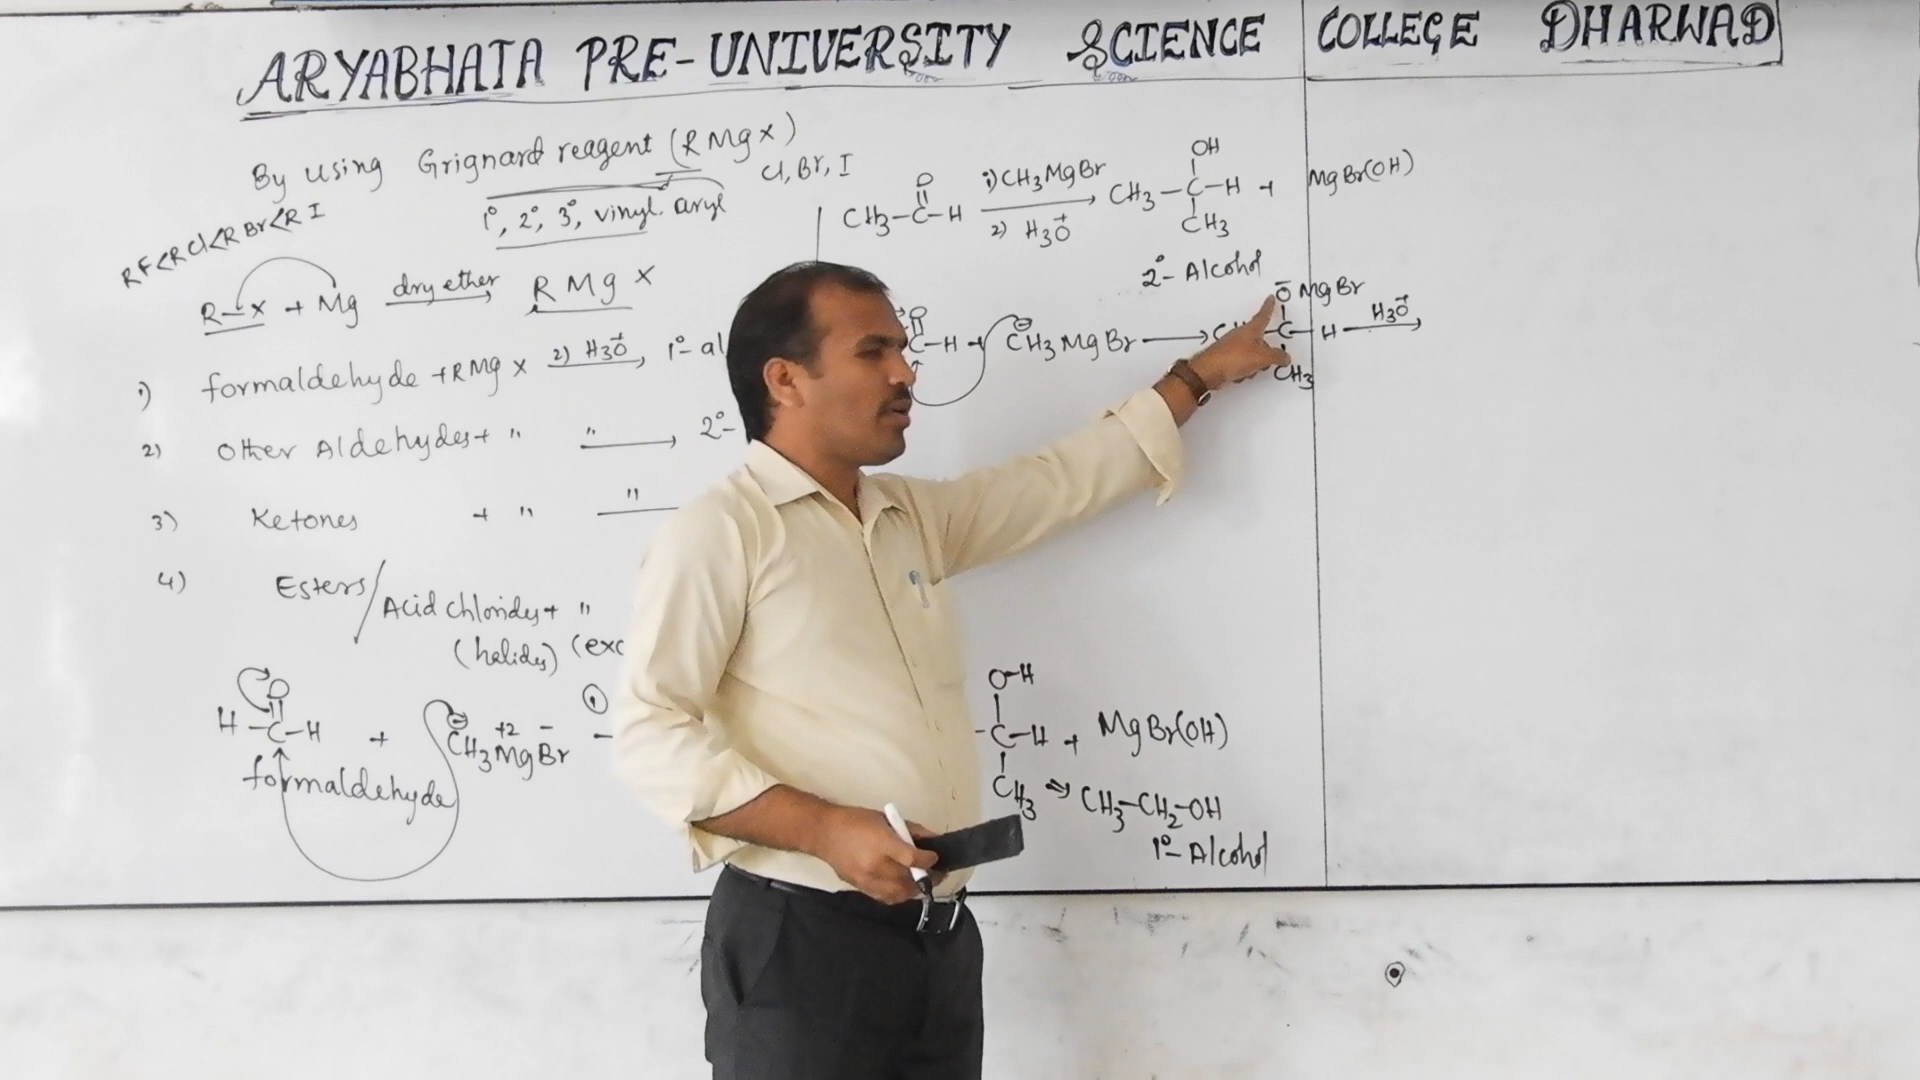 ARYABHATA PRE-UNIVERSITY SCIENCE COLLEGE DHARWAD
By using Grignard reagent (RMgx)
Cl, Br, I
1°, 2°, 3°, vinyl. aryl
RF<RCl<RBr<RI
R-x + Mg dry ether RMgx
1) formaldehyde + RMgx 2) H3O+, 1°-al
2) Other Aldehydes + " " 2°-
3) Ketones + " "
4) Esters/Acid chlorides + "
(halides) (exc
O
H-C-H + CH3MgBr
+2 -
①
formaldehyde
O
CH3-C-H 1) CH3MgBr
2) H3O+
OH
CH3-C-H + MgBr(OH)
CH3
2°-Alcohol
O
C-H + CH3MgBr
OMgBr
C-H H3O+
CH3
O-H
-C-H + MgBr(OH)
CH3 ⇒ CH3-CH2-OH
1°-Alcohol